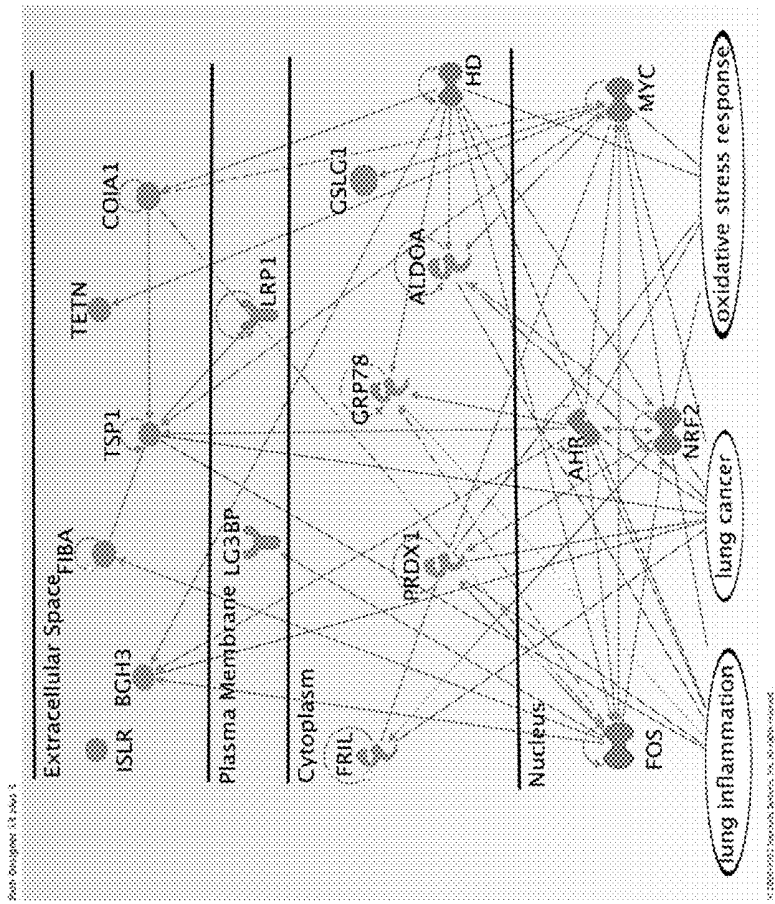 Extracellular Space
ISLR
BGH3
FIBA
TSP1
TETN
COIA1
Plasma Membrane
LG3BP
LRP1
Cytoplasm
FRIL
PRDX1
GRP78
ALDOA
GSLG1
HD
Nucleus
FOS
AHR
NRF2
MYC
lung inflammation
lung cancer
oxidative stress response